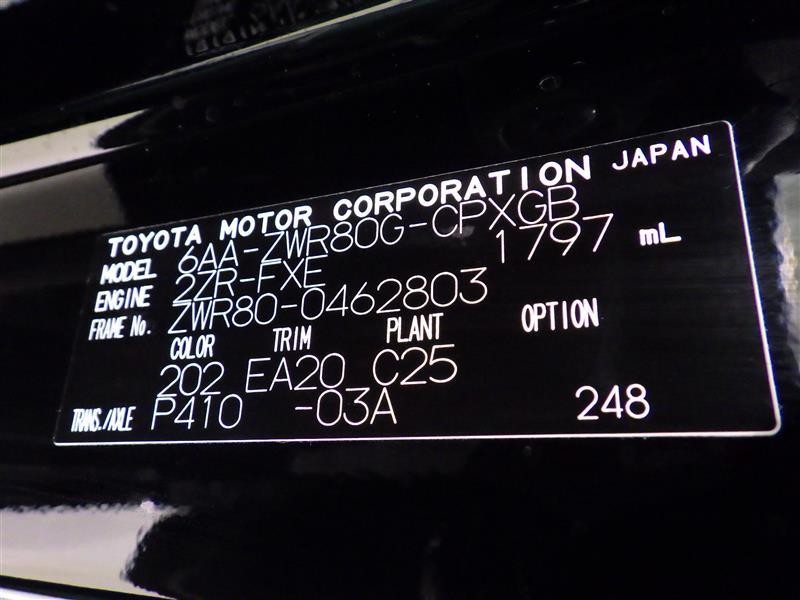 TOYOTA MOTOR CORPORATION JAPAN
MODEL 6AA-ZWR80G-CPXGB
ENGINE 2ZR-FXE 1797 mL
FRAME No. ZWR80-0462803
COLOR TRIM PLANT OPTION
202 EA20 C25
TRANS./AXLE P410 -03A 248